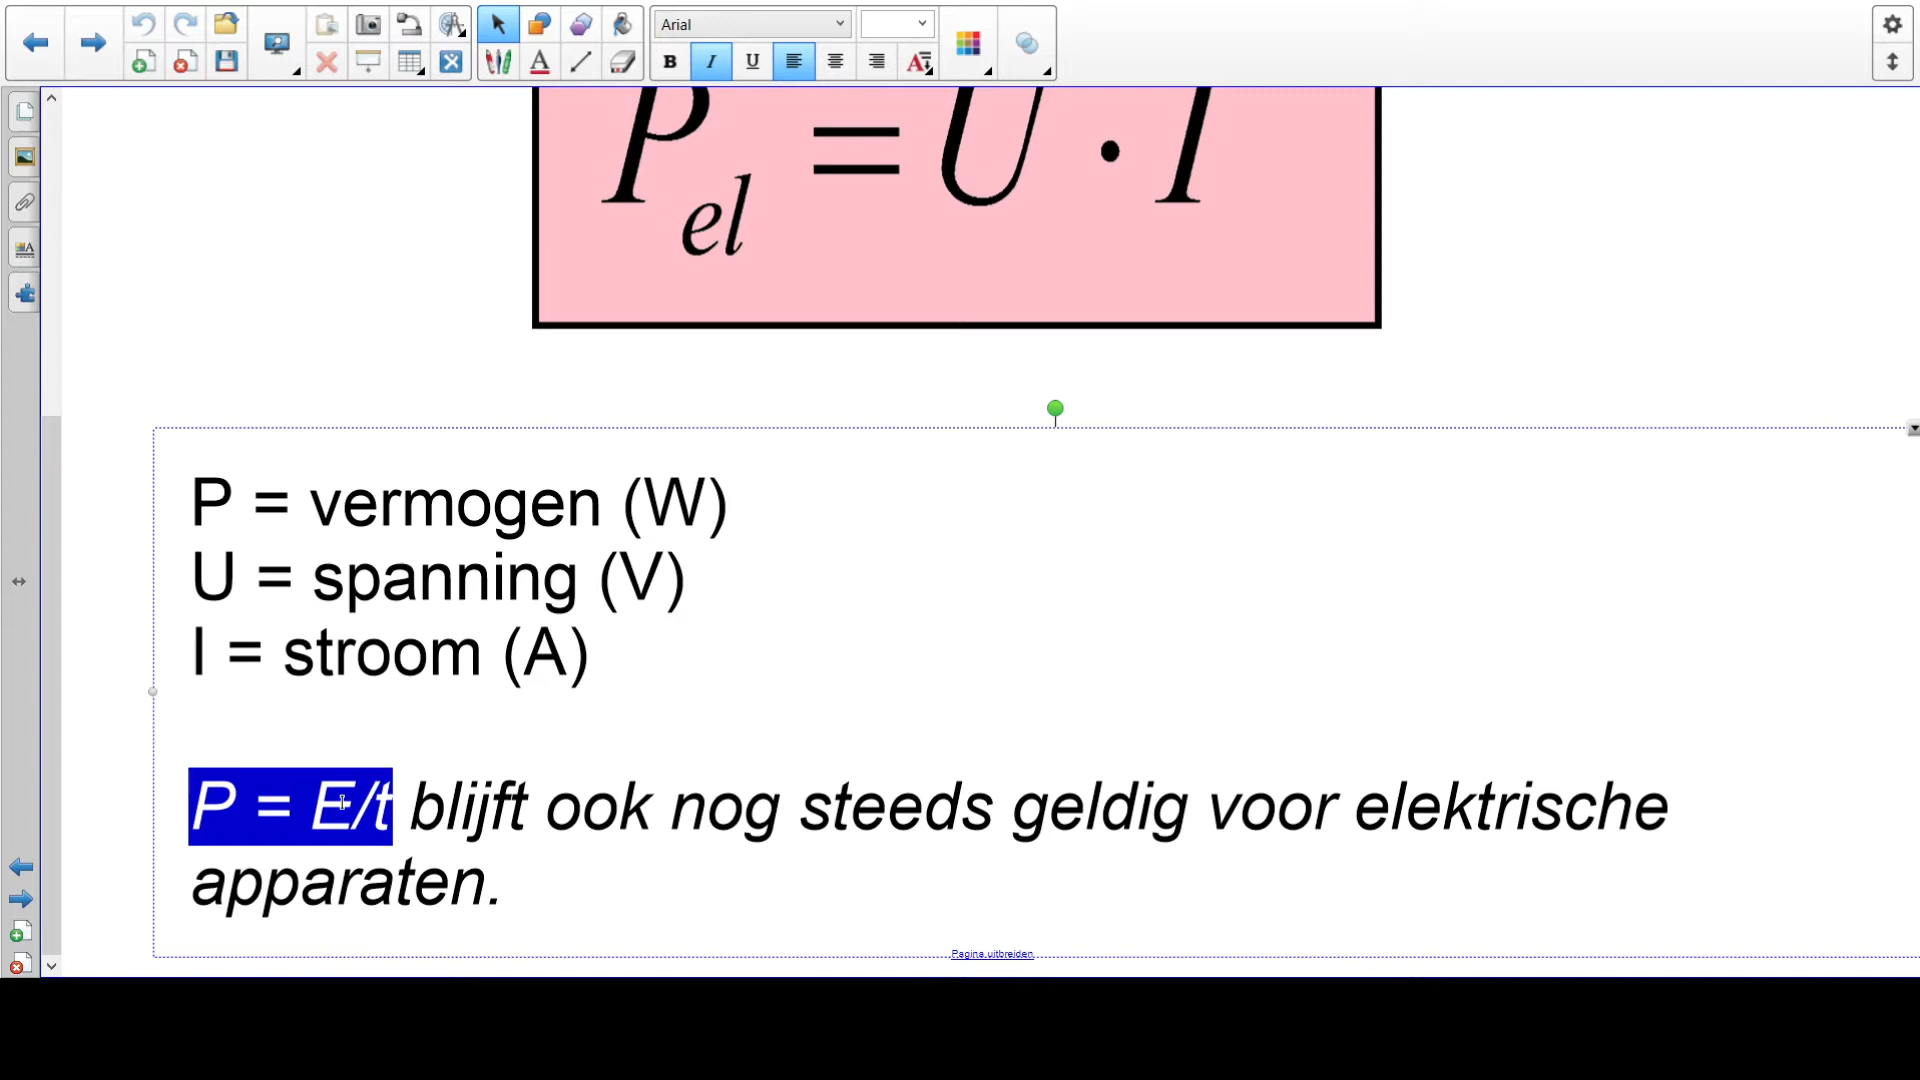 Arial
B I U
P_el = U · I
P = vermogen (W)
U = spanning (V)
I = stroom (A)
P = E/t blijft ook nog steeds geldig voor elektrische
apparaten.
Pagina uitbreiden